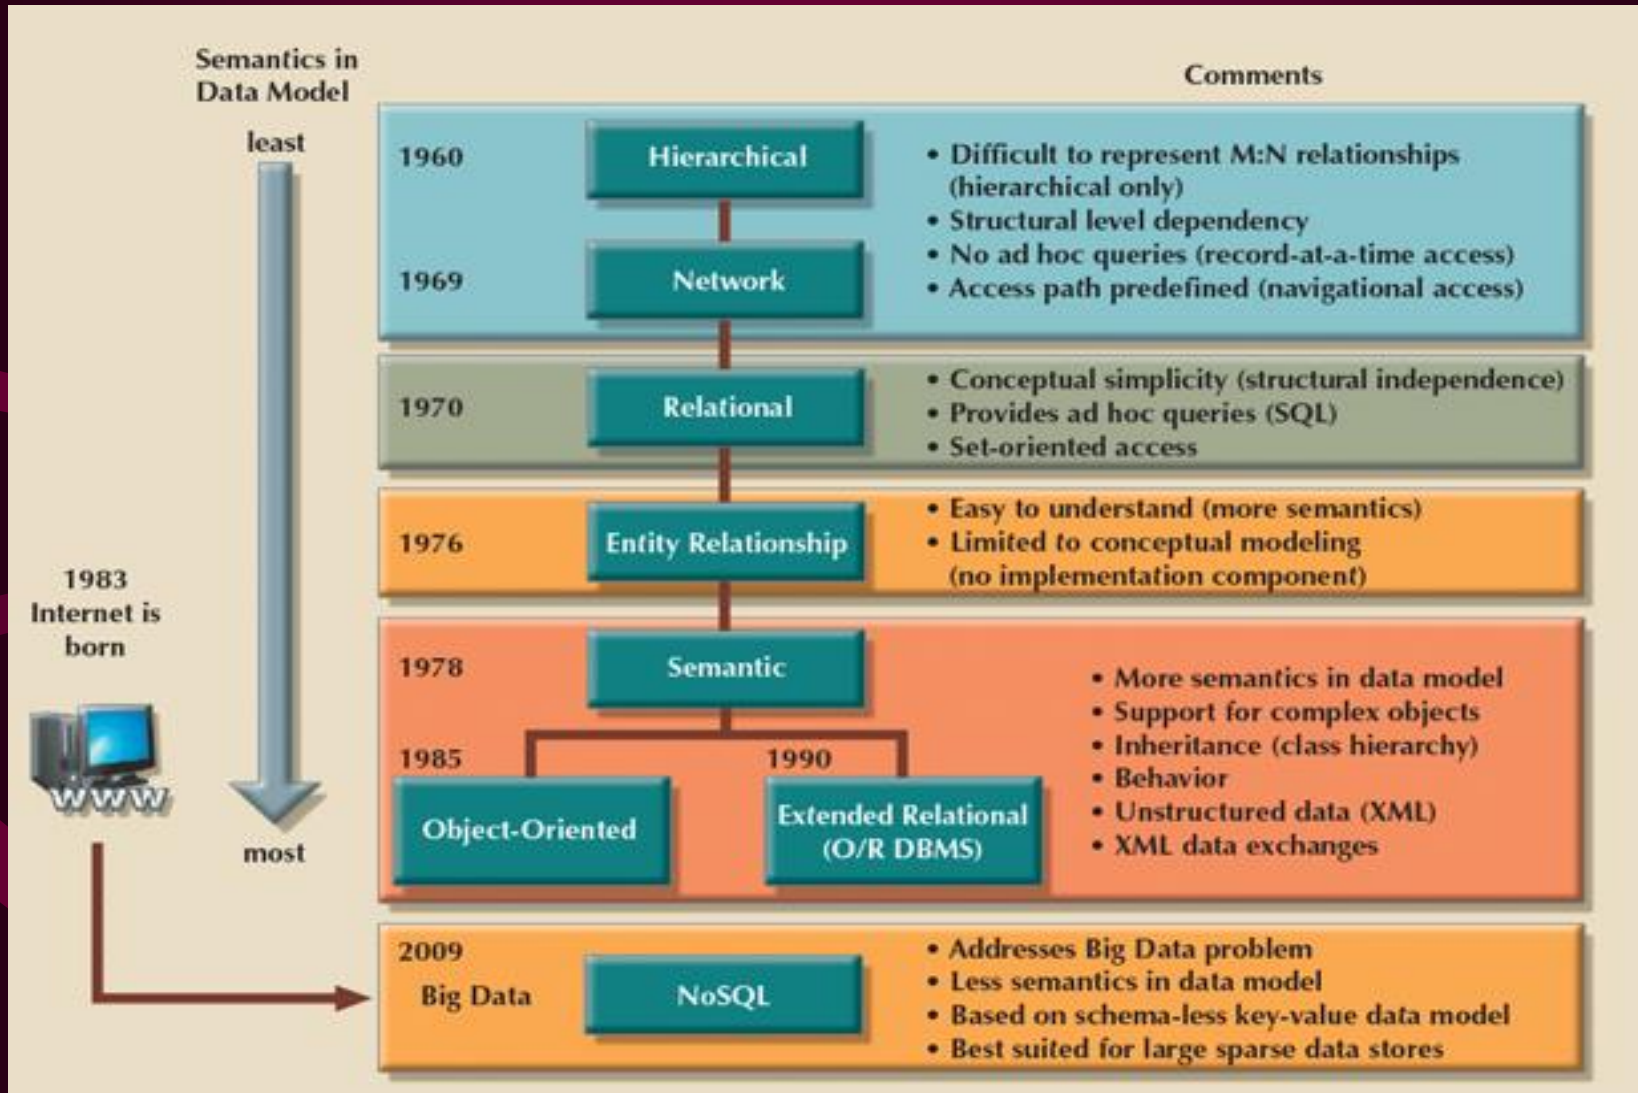 Semantics in
Data Model
Comments
least
1960
Hierarchical
• Difficult to represent M:N relationships
(hierarchical only)
• Structural level dependency
• No ad hoc queries (record-at-a-time access)
• Access path predefined (navigational access)
1969
Network
1970
Relational
• Conceptual simplicity (structural independence)
• Provides ad hoc queries (SQL)
• Set-oriented access
1976
Entity Relationship
• Easy to understand (more semantics)
• Limited to conceptual modeling
(no implementation component)
1983
Internet is
born
WWW
1978
Semantic
1985
Object-Oriented
1990
Extended Relational
(O/R DBMS)
• More semantics in data model
• Support for complex objects
• Inheritance (class hierarchy)
• Behavior
• Unstructured data (XML)
• XML data exchanges
most
2009
Big Data
NoSQL
• Addresses Big Data problem
• Less semantics in data model
• Based on schema-less key-value data model
• Best suited for large sparse data stores